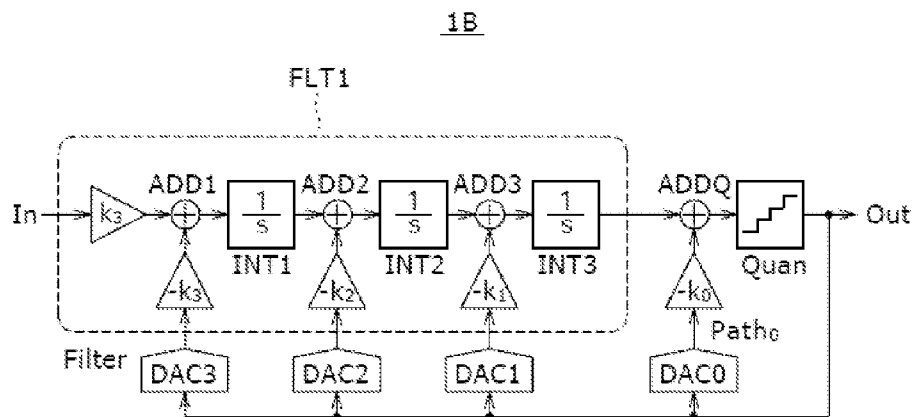 1B
FLT1
In
k₃
ADD1
1/s
INT1
ADD2
1/s
INT2
ADD3
1/s
INT3
ADDQ
Quan
Out
-k₃
-k₂
-k₁
-k₀
Filter
Path₀
DAC3
DAC2
DAC1
DAC0